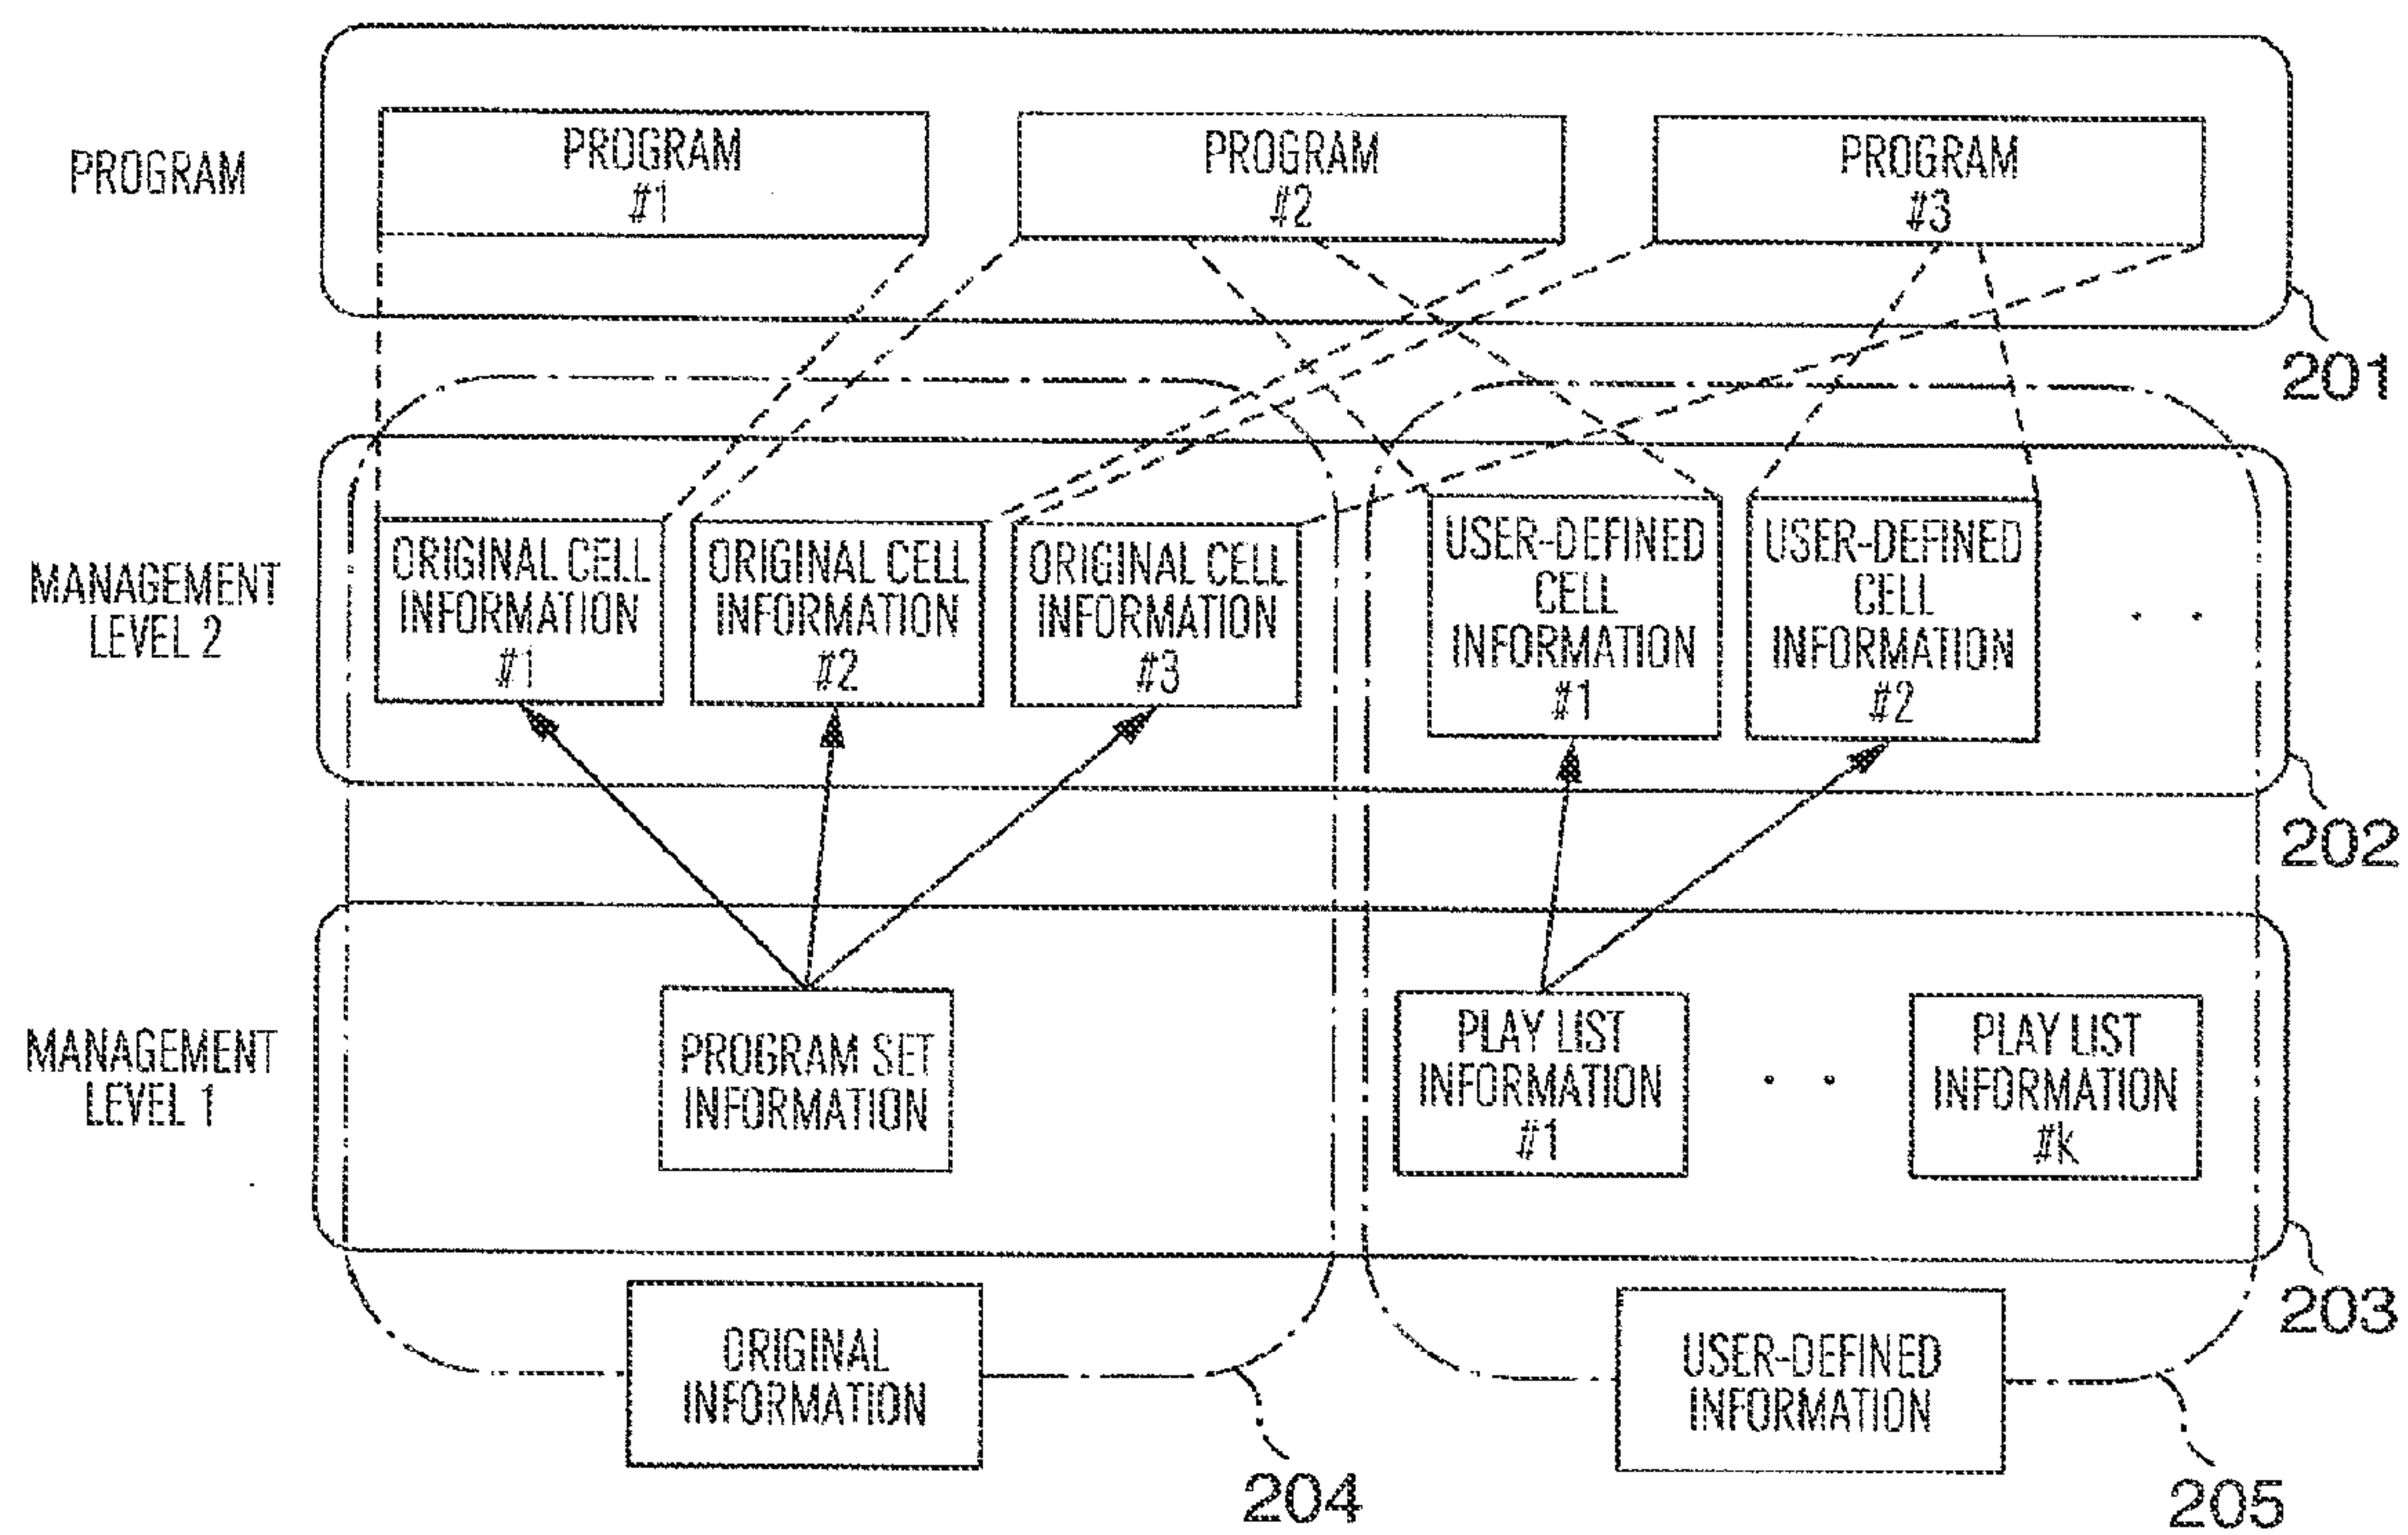 PROGRAM
PROGRAM
#1
PROGRAM
#2
PROGRAM
#3
201
MANAGEMENT
LEVEL 2
ORIGINAL CELL
INFORMATION
#1
ORIGINAL CELL
INFORMATION
#2
ORIGINAL CELL
INFORMATION
#3
USER-DEFINED
CELL
INFORMATION
#1
USER-DEFINED
CELL
INFORMATION
#2
202
MANAGEMENT
LEVEL 1
PROGRAM SET
INFORMATION
PLAY LIST
INFORMATION
#1
PLAY LIST
INFORMATION
#k
203
ORIGINAL
INFORMATION
204
USER-DEFINED
INFORMATION
205